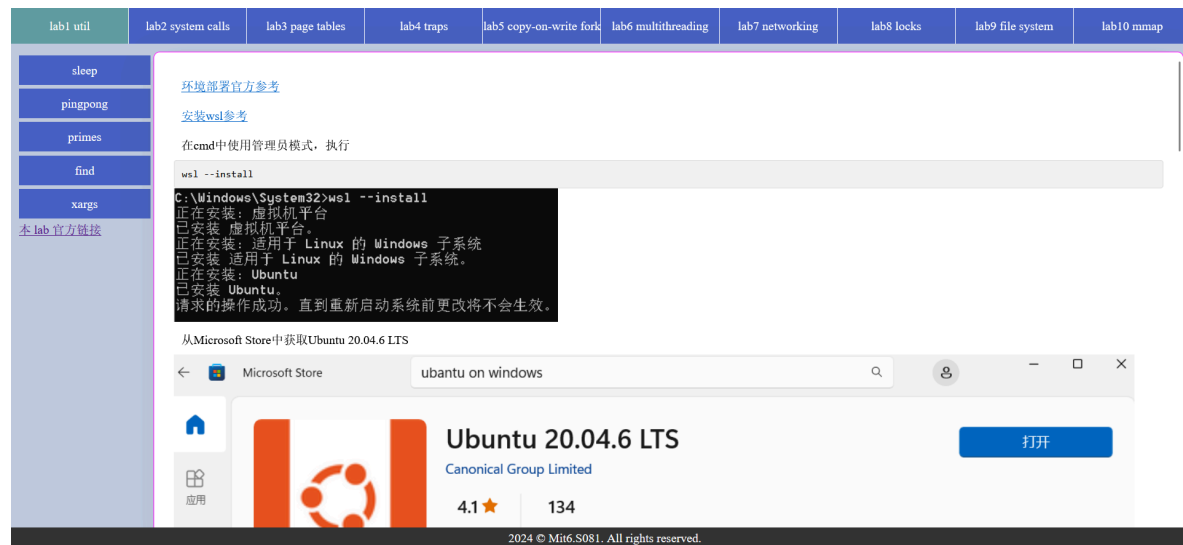 lab1 util
lab2 system calls
lab3 page tables
lab4 traps
lab5 copy-on-write fork
lab6 multithreading
lab7 networking
lab8 locks
lab9 file system
lab10 mmap
sleep
pingpong
primes
find
xargs
本 lab 官方链接
环境部署官方参考
安装wsl参考
在cmd中使用管理员模式，执行
wsl --install
C:\Windows\System32>wsl --install
正在安装: 虚拟机平台
已安装 虚拟机平台。
正在安装: 适用于 Linux 的 Windows 子系统
已安装 适用于 Linux 的 Windows 子系统。
正在安装: Ubuntu
已安装 Ubuntu。
请求的操作成功。直到重新启动系统前更改将不会生效。
从Microsoft Store中获取Ubuntu 20.04.6 LTS
Microsoft Store
ubantu on windows
Ubuntu 20.04.6 LTS
打开
Canonical Group Limited
应用
4.1
134
2024 © Mit6.S081. All rights reserved.